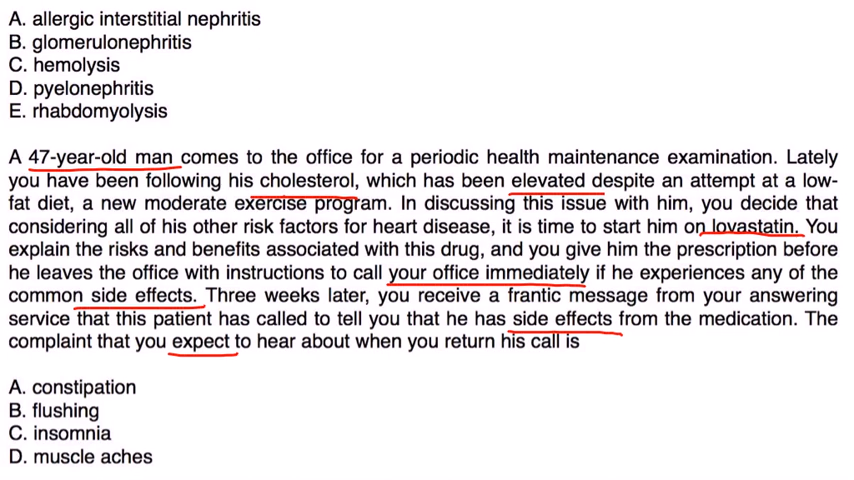 A. allergic interstitial nephritis
B. glomerulonephritis
C. hemolysis
D. pyelonephritis
E. rhabdomyolysis
A 47-year-old man comes to the office for a periodic health maintenance examination. Lately
you have been following his cholesterol, which has been elevated despite an attempt at a low-
fat diet, a new moderate exercise program. In discussing this issue with him, you decide that
considering all of his other risk factors for heart disease, it is time to start him on lovastatin. You
explain the risks and benefits associated with this drug, and you give him the prescription before
he leaves the office with instructions to call your office immediately if he experiences any of the
common side effects. Three weeks later, you receive a frantic message from your answering
service that this patient has called to tell you that he has side effects from the medication. The
complaint that you expect to hear about when you return his call is
A. constipation
B. flushing
C. insomnia
D. muscle aches